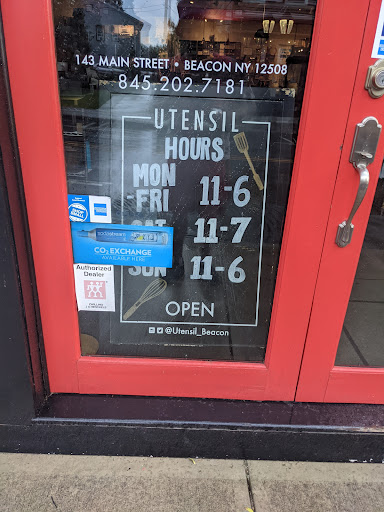 143 MAIN STREET • BEACON NY 12508
845.202.7181
UTENSIL
HOURS
MON
-FRI 11-6
SAT 11-7
SUN 11-6
CO2 EXCHANGE
AVAILABLE HERE
Authorized
Dealer
OPEN
@Utensil_Beacon